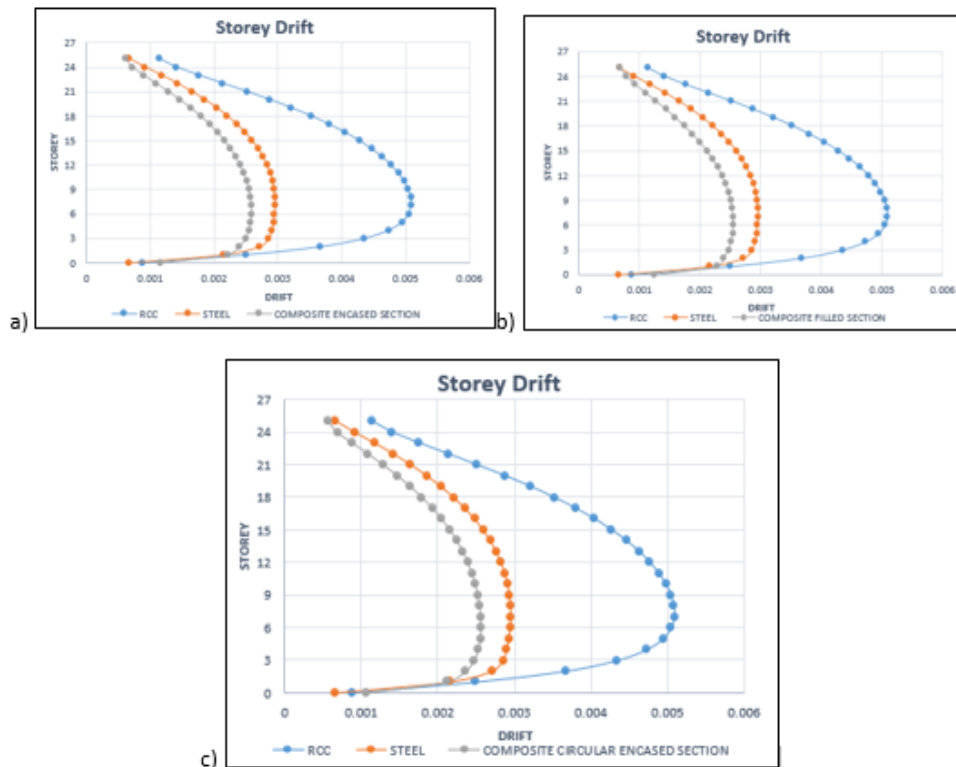 Storey Drift
27
24
21
18
15
12
9
6
3
0
STOREY
0 0.001 0.002 0.003 0.004 0.005 0.006
DRIFT
RCC STEEL COMPOSITE ENCASED SECTION
a)
Storey Drift
27
24
21
18
15
12
9
6
3
0
STOREY
0 0.001 0.002 0.003 0.004 0.005 0.006
DRIFT
RCC STEEL COMPOSITE FILLED SECTION
b)
Storey Drift
27
24
21
18
15
12
9
6
3
0
STOREY
0 0.001 0.002 0.003 0.004 0.005 0.006
DRIFT
RCC STEEL COMPOSITE CIRCULAR ENCASED SECTION
c)